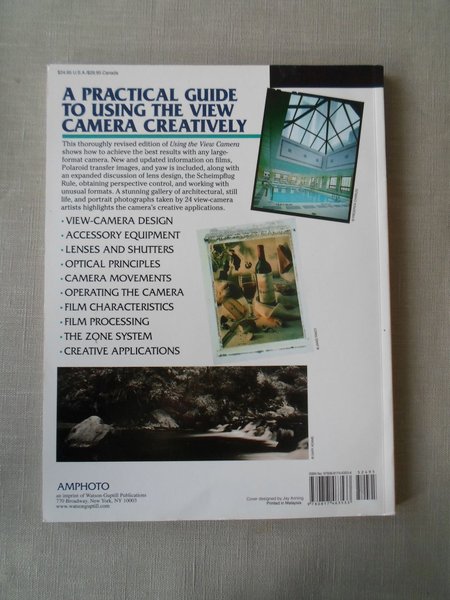 $24.95 U.S.A./$29.95 Canada
A PRACTICAL GUIDE
TO USING THE VIEW
CAMERA CREATIVELY
This thoroughly revised edition of Using the View Camera
shows how to achieve the best results with any large-
format camera. New and updated information on films,
Polaroid transfer images, and yaw is included, along with
an expanded discussion of lens design, the Scheimpflug
Rule, obtaining perspective control, and working with
unusual formats. A stunning gallery of architectural, still
life, and portrait photographs taken by 24 view-camera
artists highlights the camera's creative applications.
• VIEW-CAMERA DESIGN
• ACCESSORY EQUIPMENT
• LENSES AND SHUTTERS
• OPTICAL PRINCIPLES
• CAMERA MOVEMENTS
• OPERATING THE CAMERA
• FILM CHARACTERISTICS
• FILM PROCESSING
• THE ZONE SYSTEM
• CREATIVE APPLICATIONS
AMPHOTO
an imprint of Watson-Guptill Publications
770 Broadway, New York, NY 10003
www.watsonguptill.com
Cover designed by Jay Anning
Printed in Malaysia
52495